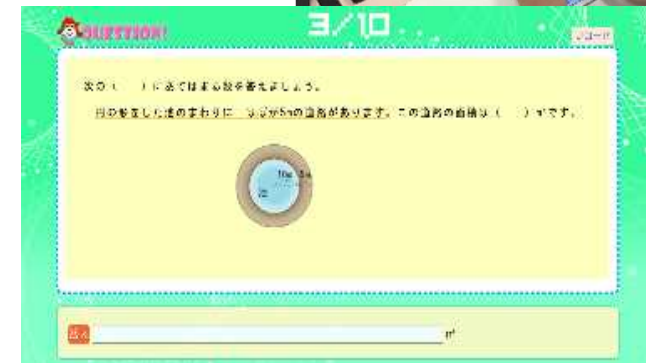 QUESTION!
3/10
次の（　）にあてはまる数を答えましょう。
円の形をした池のまわりに はばが5mの道路があります。この道路の面積は（　）㎡です。
10m 5m
池
答え ㎡